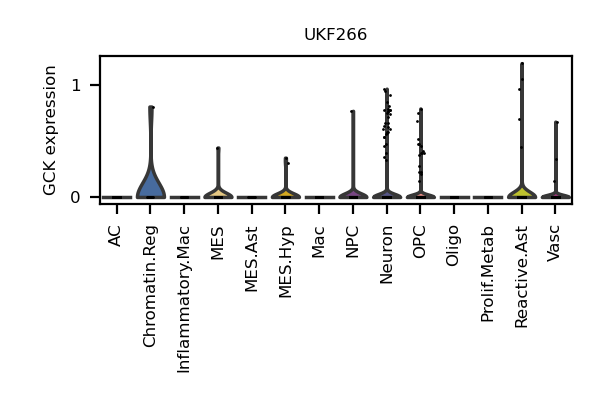 UKF266
GCK expression
1
0
AC
Chromatin.Reg
Inflammatory.Mac
MES
MES.Ast
MES.Hyp
Mac
NPC
Neuron
OPC
Oligo
Prolif.Metab
Reactive.Ast
Vasc